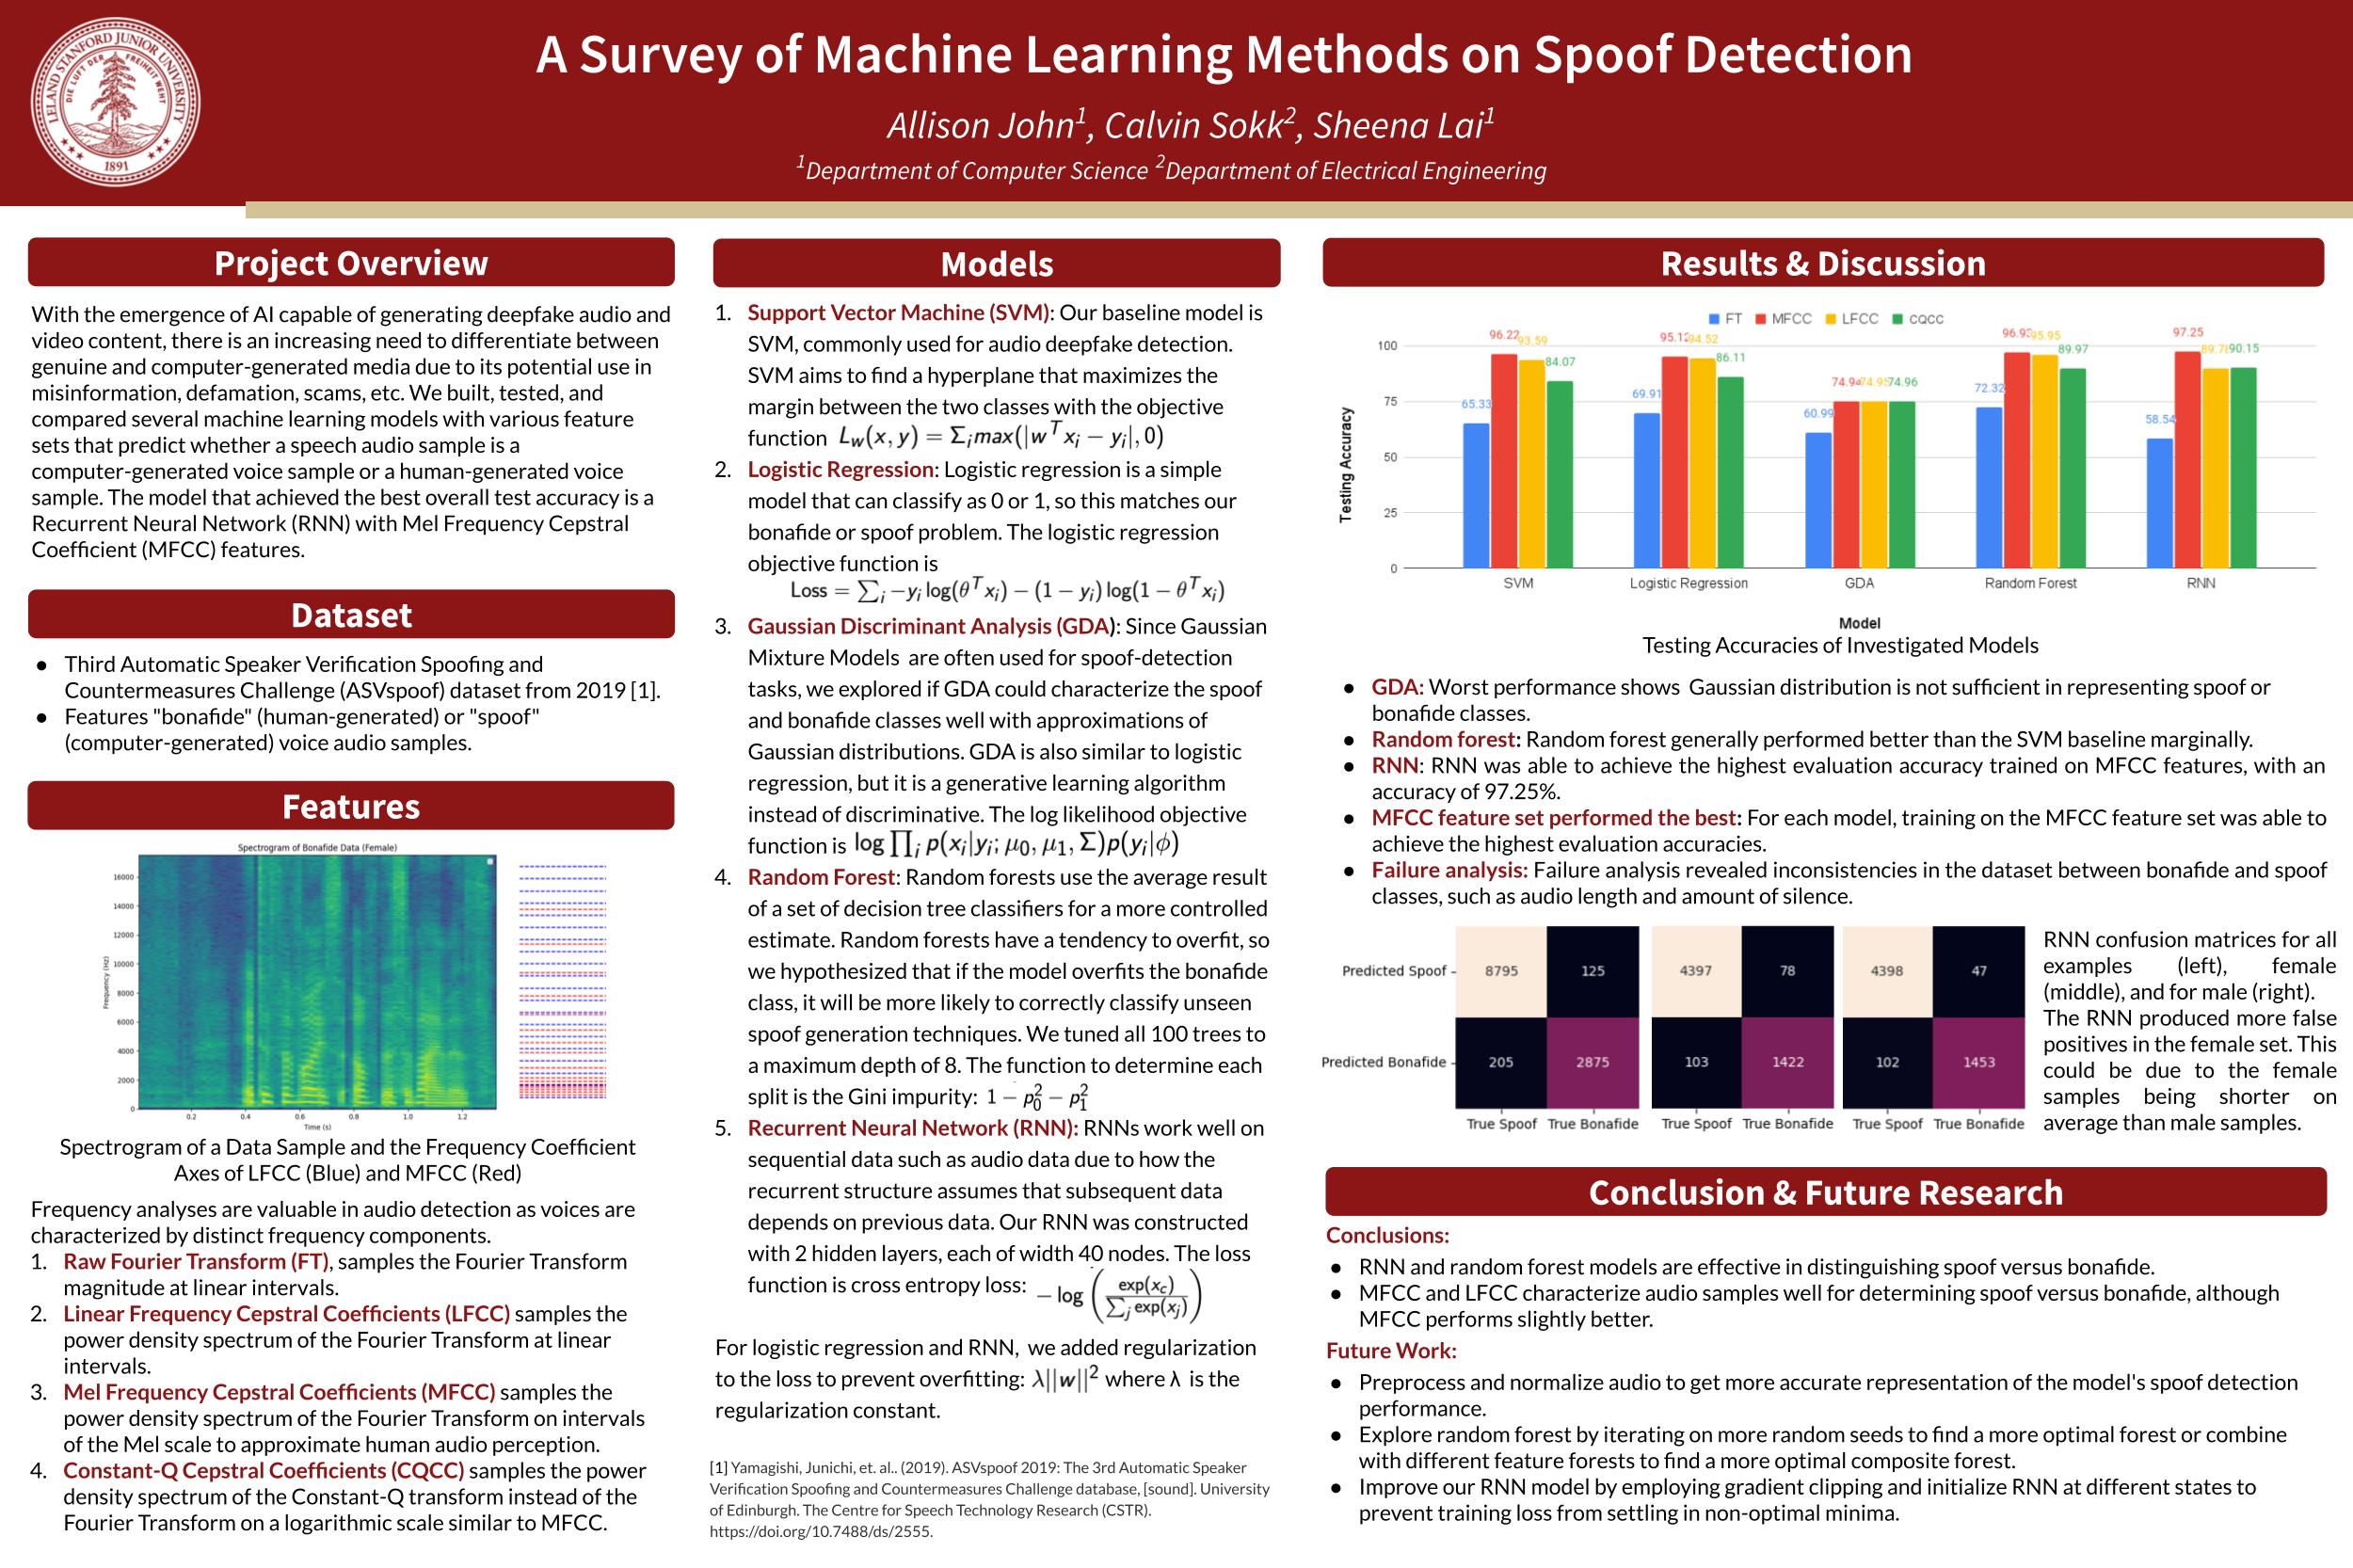 LELAND STANFORD JUNIOR UNIVERSITY
DIE LUFT DER FREIHEIT WEHT
1891
A Survey of Machine Learning Methods on Spoof Detection
Allison John1, Calvin Sokk2, Sheena Lai1
1Department of Computer Science 2Department of Electrical Engineering
Project Overview
With the emergence of AI capable of generating deepfake audio and
video content, there is an increasing need to differentiate between
genuine and computer-generated media due to its potential use in
misinformation, defamation, scams, etc. We built, tested, and
compared several machine learning models with various feature
sets that predict whether a speech audio sample is a
computer-generated voice sample or a human-generated voice
sample. The model that achieved the best overall test accuracy is a
Recurrent Neural Network (RNN) with Mel Frequency Cepstral
Coefficient (MFCC) features.
Dataset
● Third Automatic Speaker Verification Spoofing and
Countermeasures Challenge (ASVspoof) dataset from 2019 [1].
● Features "bonafide" (human-generated) or "spoof"
(computer-generated) voice audio samples.
Features
Spectrogram of Bonafide Data (Female)
Frequency (Hz)
16000
14000
12000
10000
8000
6000
4000
2000
0
0.2 0.4 0.6 0.8 1.0 1.2
Time (s)
Spectrogram of a Data Sample and the Frequency Coefficient
Axes of LFCC (Blue) and MFCC (Red)
Frequency analyses are valuable in audio detection as voices are
characterized by distinct frequency components.
1. Raw Fourier Transform (FT), samples the Fourier Transform
magnitude at linear intervals.
2. Linear Frequency Cepstral Coefficients (LFCC) samples the
power density spectrum of the Fourier Transform at linear
intervals.
3. Mel Frequency Cepstral Coefficients (MFCC) samples the
power density spectrum of the Fourier Transform on intervals
of the Mel scale to approximate human audio perception.
4. Constant-Q Cepstral Coefficients (CQCC) samples the power
density spectrum of the Constant-Q transform instead of the
Fourier Transform on a logarithmic scale similar to MFCC.
Models
1. Support Vector Machine (SVM): Our baseline model is
SVM, commonly used for audio deepfake detection.
SVM aims to find a hyperplane that maximizes the
margin between the two classes with the objective
function L_w(x, y) = Σ_i max(|w^T x_i − y_i|, 0)
2. Logistic Regression: Logistic regression is a simple
model that can classify as 0 or 1, so this matches our
bonafide or spoof problem. The logistic regression
objective function is
Loss = ∑_i −y_i log(θ^T x_i) − (1 − y_i) log(1 − θ^T x_i)
3. Gaussian Discriminant Analysis (GDA): Since Gaussian
Mixture Models are often used for spoof-detection
tasks, we explored if GDA could characterize the spoof
and bonafide classes well with approximations of
Gaussian distributions. GDA is also similar to logistic
regression, but it is a generative learning algorithm
instead of discriminative. The log likelihood objective
function is log ∏_i p(x_i|y_i; μ_0, μ_1, Σ)p(y_i|ϕ)
4. Random Forest: Random forests use the average result
of a set of decision tree classifiers for a more controlled
estimate. Random forests have a tendency to overfit, so
we hypothesized that if the model overfits the bonafide
class, it will be more likely to correctly classify unseen
spoof generation techniques. We tuned all 100 trees to
a maximum depth of 8. The function to determine each
split is the Gini impurity: 1 − p_0^2 − p_1^2
5. Recurrent Neural Network (RNN): RNNs work well on
sequential data such as audio data due to how the
recurrent structure assumes that subsequent data
depends on previous data. Our RNN was constructed
with 2 hidden layers, each of width 40 nodes. The loss
function is cross entropy loss: − log (exp(x_c) / ∑_j exp(x_j))
For logistic regression and RNN, we added regularization
to the loss to prevent overfitting: λ||w||^2 where λ is the
regularization constant.
[1] Yamagishi, Junichi, et. al.. (2019). ASVspoof 2019: The 3rd Automatic Speaker
Verification Spoofing and Countermeasures Challenge database, [sound]. University
of Edinburgh. The Centre for Speech Technology Research (CSTR).
https://doi.org/10.7488/ds/2555.
Results & Discussion
FT MFCC LFCC CQCC
Testing Accuracy
100
75
50
25
0
65.33 96.22 93.59 84.07
69.91 95.12 94.52 86.11
60.99 74.94 74.95 74.96
72.32 96.93 95.95 89.97
58.54 97.25 89.78 90.15
SVM Logistic Regression GDA Random Forest RNN
Model
Testing Accuracies of Investigated Models
● GDA: Worst performance shows Gaussian distribution is not sufficient in representing spoof or
bonafide classes.
● Random forest: Random forest generally performed better than the SVM baseline marginally.
● RNN: RNN was able to achieve the highest evaluation accuracy trained on MFCC features, with an
accuracy of 97.25%.
● MFCC feature set performed the best: For each model, training on the MFCC feature set was able to
achieve the highest evaluation accuracies.
● Failure analysis: Failure analysis revealed inconsistencies in the dataset between bonafide and spoof
classes, such as audio length and amount of silence.
Predicted Spoof 8795 125 4397 78 4398 47
Predicted Bonafide 205 2875 103 1422 102 1453
True Spoof True Bonafide True Spoof True Bonafide True Spoof True Bonafide
RNN confusion matrices for all
examples (left), female
(middle), and for male (right).
The RNN produced more false
positives in the female set. This
could be due to the female
samples being shorter on
average than male samples.
Conclusion & Future Research
Conclusions:
● RNN and random forest models are effective in distinguishing spoof versus bonafide.
● MFCC and LFCC characterize audio samples well for determining spoof versus bonafide, although
MFCC performs slightly better.
Future Work:
● Preprocess and normalize audio to get more accurate representation of the model's spoof detection
performance.
● Explore random forest by iterating on more random seeds to find a more optimal forest or combine
with different feature forests to find a more optimal composite forest.
● Improve our RNN model by employing gradient clipping and initialize RNN at different states to
prevent training loss from settling in non-optimal minima.